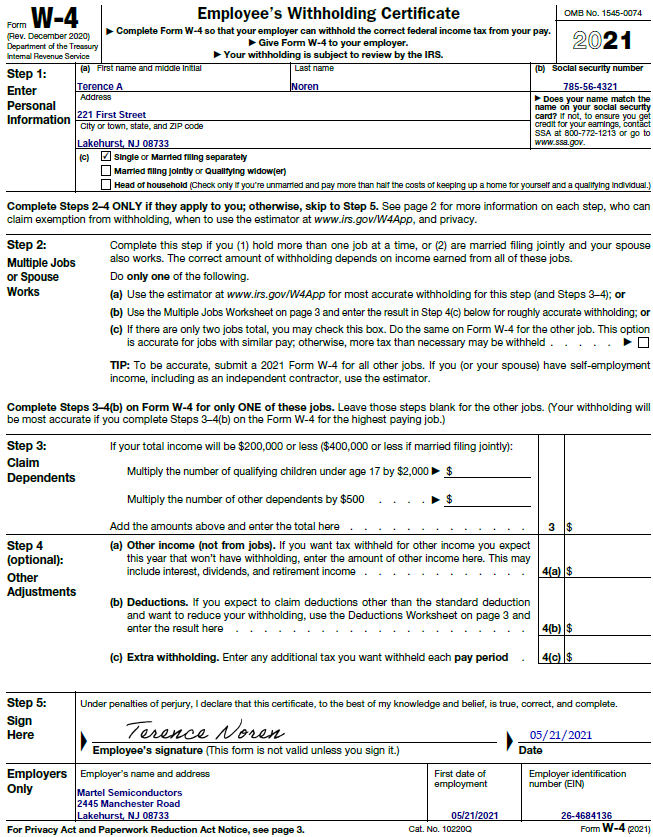 Form W-4
(Rev. December 2020)
Department of the Treasury
Internal Revenue Service
Employee's Withholding Certificate
▶ Complete Form W-4 so that your employer can withhold the correct federal income tax from your pay.
▶ Give Form W-4 to your employer.
▶ Your withholding is subject to review by the IRS.
OMB No. 1545-0074
2021
Step 1:
Enter
Personal
Information
(a) First name and middle initial
Terence A
Last name
Noren
(b) Social security number
785-56-4321
Address
221 First Street
City or town, state, and ZIP code
Lakehurst, NJ 08733
▶ Does your name match the
name on your social security
card? If not, to ensure you get
credit for your earnings, contact
SSA at 800-772-1213 or go to
www.ssa.gov.
(c) ✓ Single or Married filing separately
Married filing jointly or Qualifying widow(er)
Head of household (Check only if you're unmarried and pay more than half the costs of keeping up a home for yourself and a qualifying individual.)
Complete Steps 2–4 ONLY if they apply to you; otherwise, skip to Step 5. See page 2 for more information on each step, who can
claim exemption from withholding, when to use the estimator at www.irs.gov/W4App, and privacy.
Step 2:
Multiple Jobs
or Spouse
Works
Complete this step if you (1) hold more than one job at a time, or (2) are married filing jointly and your spouse
also works. The correct amount of withholding depends on income earned from all of these jobs.
Do only one of the following.
(a) Use the estimator at www.irs.gov/W4App for most accurate withholding for this step (and Steps 3–4); or
(b) Use the Multiple Jobs Worksheet on page 3 and enter the result in Step 4(c) below for roughly accurate withholding; or
(c) If there are only two jobs total, you may check this box. Do the same on Form W-4 for the other job. This option
is accurate for jobs with similar pay; otherwise, more tax than necessary may be withheld . . . . . ▶
TIP: To be accurate, submit a 2021 Form W-4 for all other jobs. If you (or your spouse) have self-employment
income, including as an independent contractor, use the estimator.
Complete Steps 3–4(b) on Form W-4 for only ONE of these jobs. Leave those steps blank for the other jobs. (Your withholding will
be most accurate if you complete Steps 3–4(b) on the Form W-4 for the highest paying job.)
Step 3:
Claim
Dependents
If your total income will be $200,000 or less ($400,000 or less if married filing jointly):
Multiply the number of qualifying children under age 17 by $2,000 ▶ $
Multiply the number of other dependents by $500 . . . . ▶ $
Add the amounts above and enter the total here . . . . . . . . . . . . . 3 $
Step 4
(optional):
Other
Adjustments
(a) Other income (not from jobs). If you want tax withheld for other income you expect
this year that won't have withholding, enter the amount of other income here. This may
include interest, dividends, and retirement income . . . . . . . . . . . . 4(a) $
(b) Deductions. If you expect to claim deductions other than the standard deduction
and want to reduce your withholding, use the Deductions Worksheet on page 3 and
enter the result here . . . . . . . . . . . . . . . . . . . . . 4(b) $
(c) Extra withholding. Enter any additional tax you want withheld each pay period . 4(c) $
Step 5:
Sign
Here
Under penalties of perjury, I declare that this certificate, to the best of my knowledge and belief, is true, correct, and complete.
Terence Noren
Employee's signature (This form is not valid unless you sign it.)
05/21/2021
Date
Employers
Only
Employer's name and address
Martel Semiconductors
2445 Manchester Road
Lakehurst, NJ 08733
First date of
employment
05/21/2021
Employer identification
number (EIN)
26-4684136
For Privacy Act and Paperwork Reduction Act Notice, see page 3.
Cat. No. 10220Q
Form W-4 (2021)